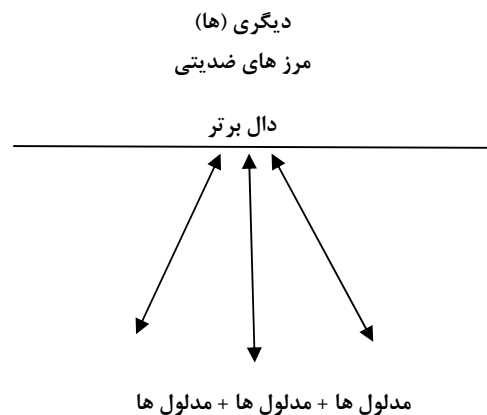 دیگری (ها)
مرز های ضدیتی
دال برتر
مدلول ها + مدلول ها + مدلول ها